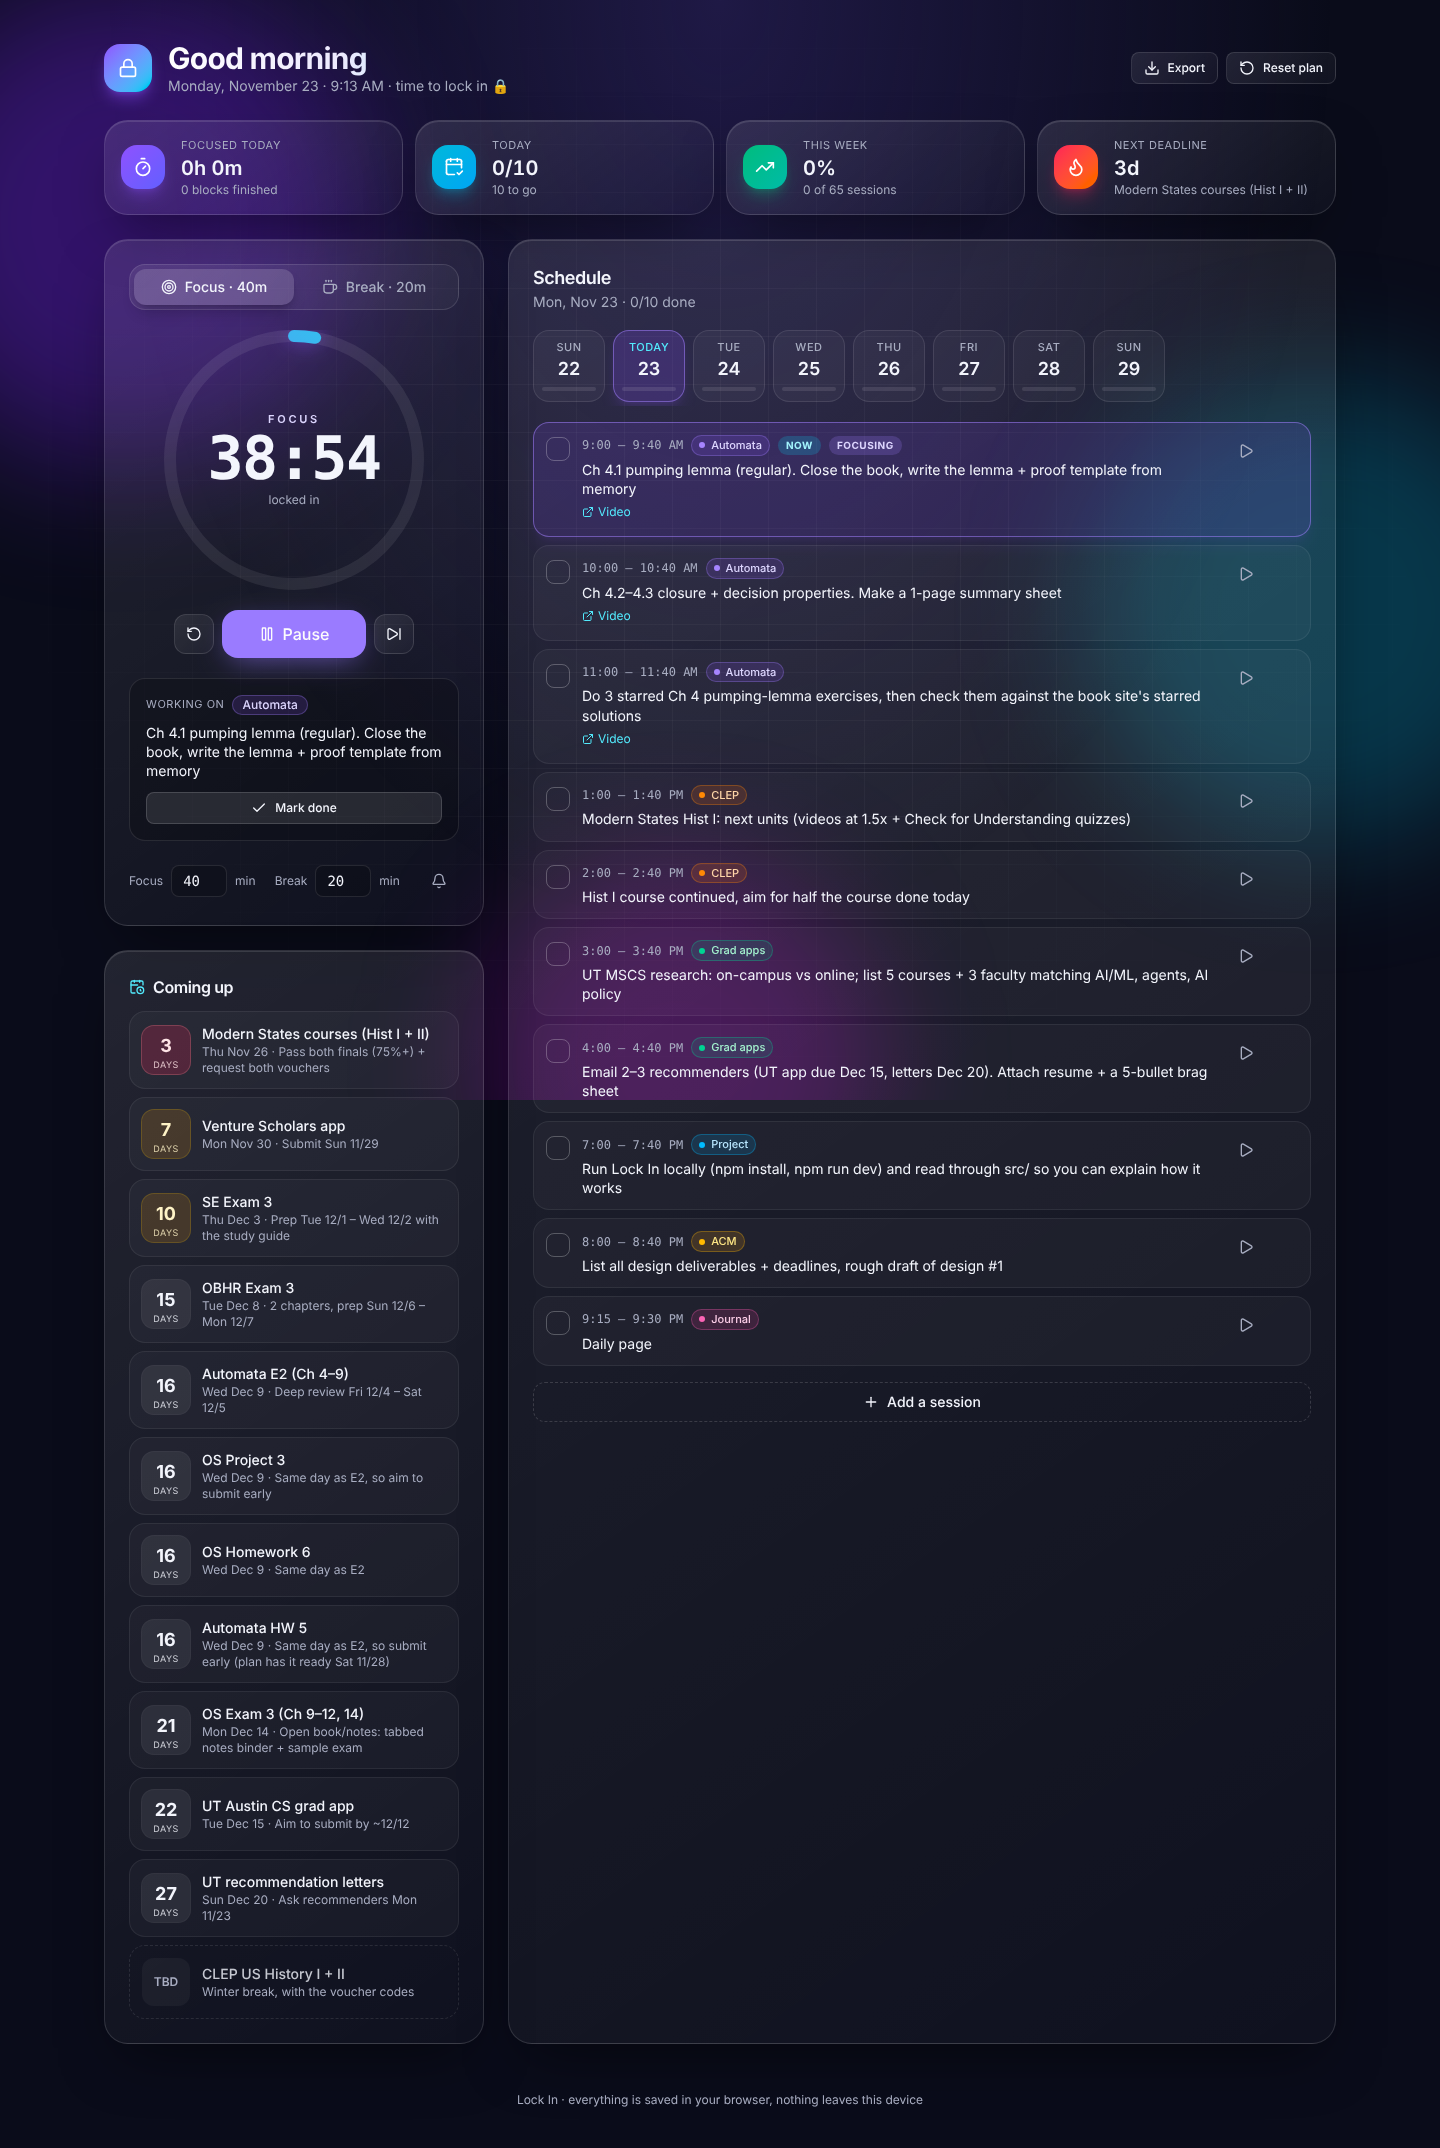 Good morning
Monday, November 23 · 9:13 AM · time to lock in 🔒
Export
Reset plan
FOCUSED TODAY
0h 0m
0 blocks finished
TODAY
0/10
10 to go
THIS WEEK
0%
0 of 65 sessions
NEXT DEADLINE
3d
Modern States courses (Hist I + II)
Focus · 40m
Break · 20m
FOCUS
38:54
locked in
Pause
WORKING ON Automata
Ch 4.1 pumping lemma (regular). Close the
book, write the lemma + proof template from
memory
Mark done
Focus 40 min Break 20 min
Coming up
3
DAYS
Modern States courses (Hist I + II)
Thu Nov 26 · Pass both finals (75%+) +
request both vouchers
7
DAYS
Venture Scholars app
Mon Nov 30 · Submit Sun 11/29
10
DAYS
SE Exam 3
Thu Dec 3 · Prep Tue 12/1 – Wed 12/2 with
the study guide
15
DAYS
OBHR Exam 3
Tue Dec 8 · 2 chapters, prep Sun 12/6 –
Mon 12/7
16
DAYS
Automata E2 (Ch 4–9)
Wed Dec 9 · Deep review Fri 12/4 – Sat
12/5
16
DAYS
OS Project 3
Wed Dec 9 · Same day as E2, so aim to
submit early
16
DAYS
OS Homework 6
Wed Dec 9 · Same day as E2
16
DAYS
Automata HW 5
Wed Dec 9 · Same day as E2, so submit
early (plan has it ready Sat 11/28)
21
DAYS
OS Exam 3 (Ch 9–12, 14)
Mon Dec 14 · Open book/notes: tabbed
notes binder + sample exam
22
DAYS
UT Austin CS grad app
Tue Dec 15 · Aim to submit by ~12/12
27
DAYS
UT recommendation letters
Sun Dec 20 · Ask recommenders Mon
11/23
TBD
CLEP US History I + II
Winter break, with the voucher codes
Schedule
Mon, Nov 23 · 0/10 done
SUN
22
TODAY
23
TUE
24
WED
25
THU
26
FRI
27
SAT
28
SUN
29
9:00 – 9:40 AM Automata NOW FOCUSING
Ch 4.1 pumping lemma (regular). Close the book, write the lemma + proof template from
memory
Video
10:00 – 10:40 AM Automata
Ch 4.2–4.3 closure + decision properties. Make a 1-page summary sheet
Video
11:00 – 11:40 AM Automata
Do 3 starred Ch 4 pumping-lemma exercises, then check them against the book site's starred
solutions
Video
1:00 – 1:40 PM CLEP
Modern States Hist I: next units (videos at 1.5x + Check for Understanding quizzes)
2:00 – 2:40 PM CLEP
Hist I course continued, aim for half the course done today
3:00 – 3:40 PM Grad apps
UT MSCS research: on-campus vs online; list 5 courses + 3 faculty matching AI/ML, agents, AI
policy
4:00 – 4:40 PM Grad apps
Email 2–3 recommenders (UT app due Dec 15, letters Dec 20). Attach resume + a 5-bullet brag
sheet
7:00 – 7:40 PM Project
Run Lock In locally (npm install, npm run dev) and read through src/ so you can explain how it
works
8:00 – 8:40 PM ACM
List all design deliverables + deadlines, rough draft of design #1
9:15 – 9:30 PM Journal
Daily page
Add a session
Lock In · everything is saved in your browser, nothing leaves this device